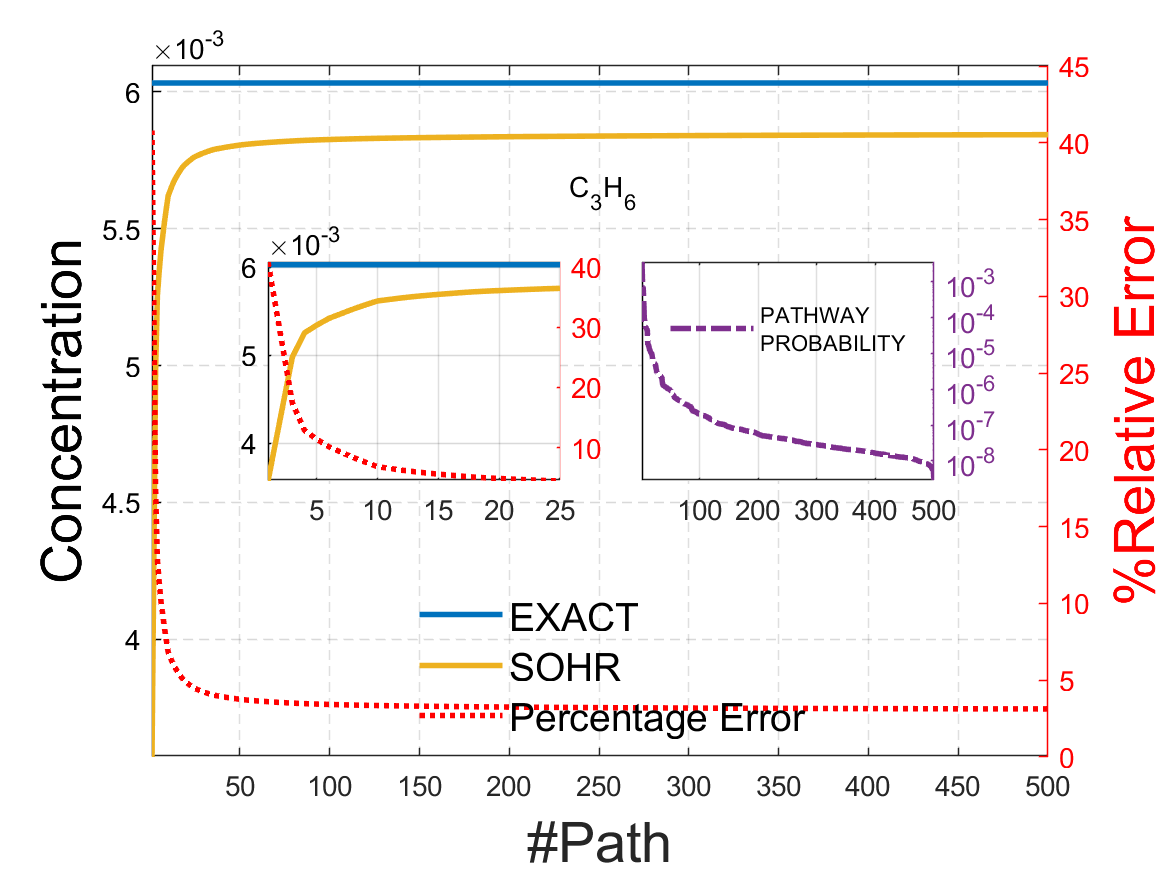 ×10⁻³
6
5.5
5
4.5
4
Concentration
45
40
35
30
25
20
15
10
5
0
%Relative Error
C₃H₆
×10⁻³
6
5
4
40
30
20
10
5 10 15 20 25
PATHWAY
PROBABILITY
10⁻³
10⁻⁴
10⁻⁵
10⁻⁶
10⁻⁷
10⁻⁸
100 200 300 400 500
EXACT
SOHR
Percentage Error
50 100 150 200 250 300 350 400 450 500
#Path